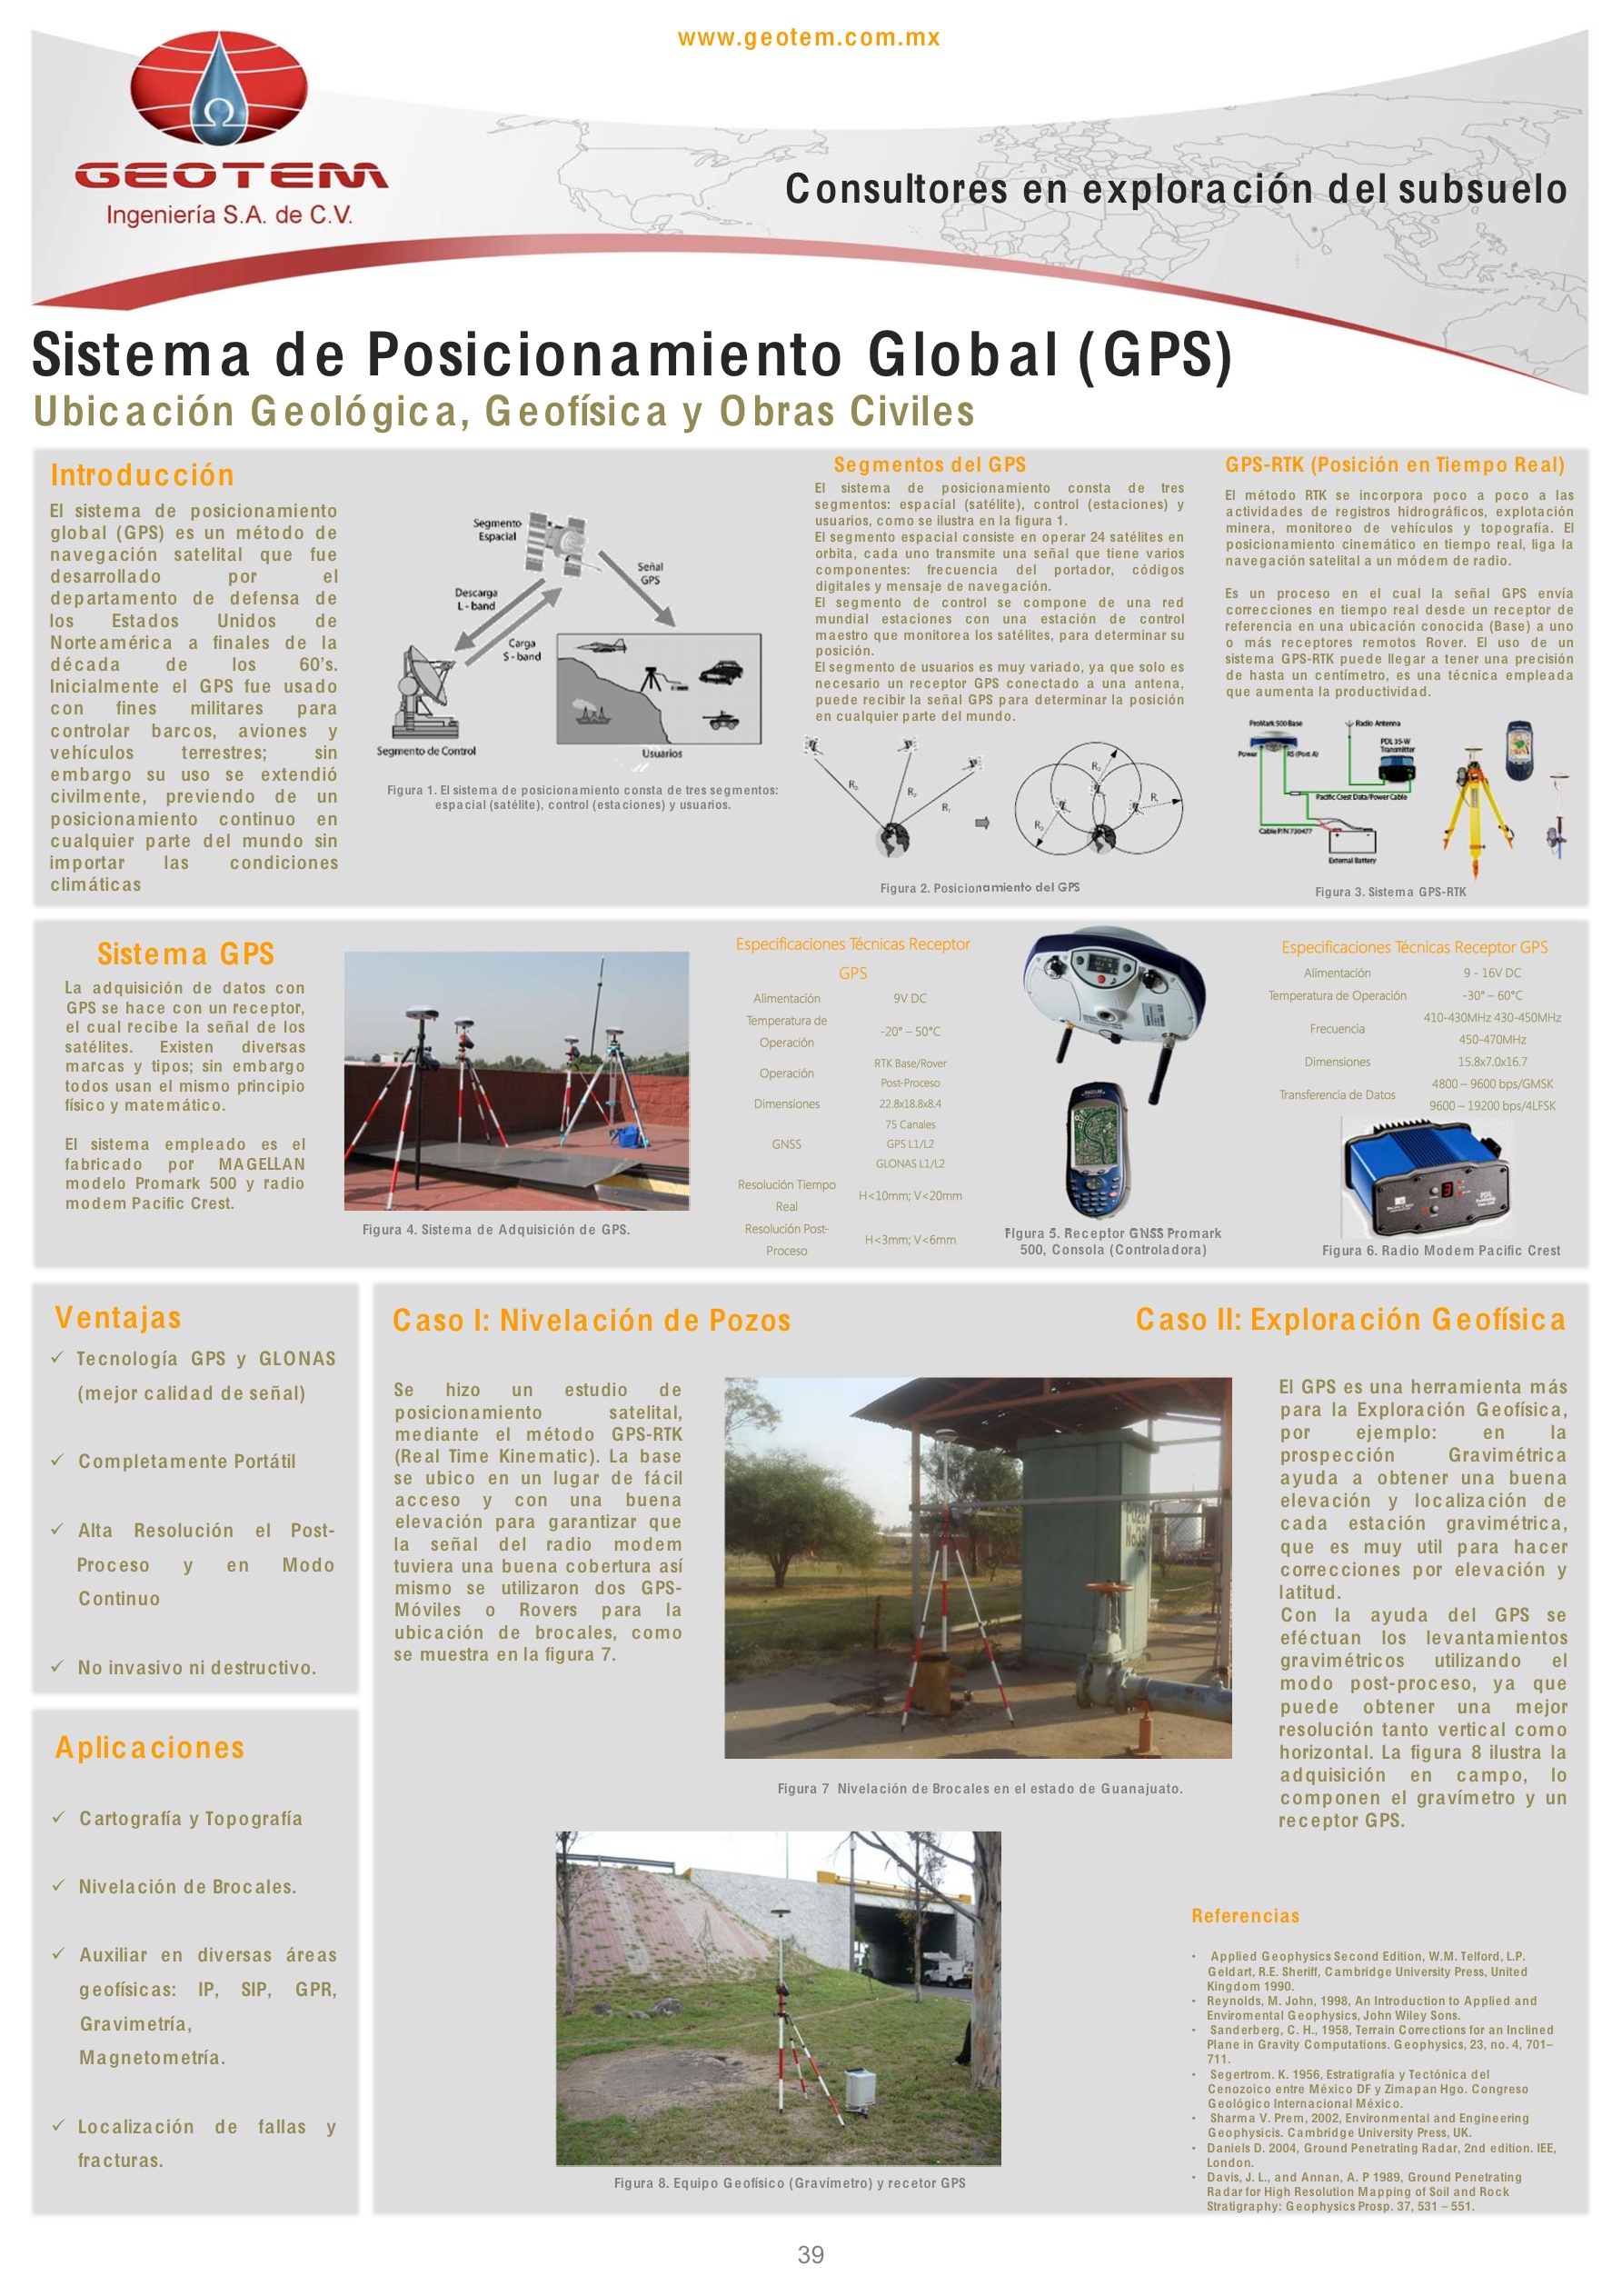 www.geotem.com.mx
GEOTEM
Ingeniería S.A. de C.V.
Consultores en exploración del subsuelo
Sistema de Posicionamiento Global (GPS)
Ubicación Geológica, Geofísica y Obras Civiles
Introducción
El sistema de posicionamiento
global (GPS) es un método de
navegación satelital que fue
desarrollado por el
departamento de defensa de
los Estados Unidos de
Norteamérica a finales de la
década de los 60's.
Inicialmente el GPS fue usado
con fines militares para
controlar barcos, aviones y
vehículos terrestres; sin
embargo su uso se extendió
civilmente, previendo de un
posicionamiento continuo en
cualquier parte del mundo sin
importar las condiciones
climáticas
Segmento
Espacial
Señal
GPS
Descarga
L - band
Carga
S - band
Segmento de Control
Usuarios
Figura 1. El sistema de posicionamiento consta de tres segmentos:
espacial (satélite), control (estaciones) y usuarios.
Segmentos del GPS
El sistema de posicionamiento consta de tres
segmentos: espacial (satélite), control (estaciones) y
usuarios, como se ilustra en la figura 1.
El segmento espacial consiste en operar 24 satélites en
orbita, cada uno transmite una señal que tiene varios
componentes: frecuencia del portador, códigos
digitales y mensaje de navegación.
El segmento de control se compone de una red
mundial estaciones con una estación de control
maestro que monitorea los satélites, para determinar su
posición.
El segmento de usuarios es muy variado, ya que solo es
necesario un receptor GPS conectado a una antena,
puede recibir la señal GPS para determinar la posición
en cualquier parte del mundo.
Figura 2. Posicionamiento del GPS
GPS-RTK (Posición en Tiempo Real)
El método RTK se incorpora poco a poco a las
actividades de registros hidrográficos, explotación
minera, monitoreo de vehículos y topografía. El
posicionamiento cinemático en tiempo real, liga la
navegación satelital a un módem de radio.
Es un proceso en el cual la señal GPS envía
correcciones en tiempo real desde un receptor de
referencia en una ubicación conocida (Base) a uno
o más receptores remotos Rover. El uso de un
sistema GPS-RTK puede llegar a tener una precisión
de hasta un centímetro, es una técnica empleada
que aumenta la productividad.
ProMark 500 Base
Radio Antenna
Power
RS (Port A)
PDL 35-W
Transmitter
Pacific Crest Data/Power Cable
Cable P/N 730477
External Battery
Figura 3. Sistema GPS-RTK
Sistema GPS
La adquisición de datos con
GPS se hace con un receptor,
el cual recibe la señal de los
satélites. Existen diversas
marcas y tipos; sin embargo
todos usan el mismo principio
físico y matemático.
El sistema empleado es el
fabricado por MAGELLAN
modelo Promark 500 y radio
modem Pacific Crest.
Figura 4. Sistema de Adquisición de GPS.
Especificaciones Técnicas Receptor
GPS
Alimentación 9V DC
Temperatura de
Operación -20° – 50°C
Operación RTK Base/Rover
Post-Proceso
Dimensiones 22.8x18.8x8.4
75 Canales
GNSS GPS L1/L2
GLONAS L1/L2
Resolución Tiempo
Real H<10mm; V<20mm
Resolución Post-
Proceso H<3mm; V<6mm
Figura 5. Receptor GNSS Promark
500, Consola (Controladora)
Especificaciones Técnicas Receptor GPS
Alimentación 9 - 16V DC
Temperatura de Operación -30° – 60°C
Frecuencia 410-430MHz 430-450MHz
450-470MHz
Dimensiones 15.8x7.0x16.7
Transferencia de Datos 4800 – 9600 bps/GMSK
9600 – 19200 bps/4LFSK
Figura 6. Radio Modem Pacific Crest
Ventajas
✓ Tecnología GPS y GLONAS
(mejor calidad de señal)
✓ Completamente Portátil
✓ Alta Resolución el Post-
Proceso y en Modo
Continuo
✓ No invasivo ni destructivo.
Aplicaciones
✓ Cartografía y Topografía
✓ Nivelación de Brocales.
✓ Auxiliar en diversas áreas
geofísicas: IP, SIP, GPR,
Gravimetría,
Magnetometría.
✓ Localización de fallas y
fracturas.
Caso I: Nivelación de Pozos
Se hizo un estudio de
posicionamiento satelital,
mediante el método GPS-RTK
(Real Time Kinematic). La base
se ubico en un lugar de fácil
acceso y con una buena
elevación para garantizar que
la señal del radio modem
tuviera una buena cobertura así
mismo se utilizaron dos GPS-
Móviles o Rovers para la
ubicación de brocales, como
se muestra en la figura 7.
Pozo
No.39
Figura 7 Nivelación de Brocales en el estado de Guanajuato.
Figura 8. Equipo Geofísico (Gravímetro) y recetor GPS
Caso II: Exploración Geofísica
El GPS es una herramienta más
para la Exploración Geofísica,
por ejemplo: en la
prospección Gravimétrica
ayuda a obtener una buena
elevación y localización de
cada estación gravimétrica,
que es muy util para hacer
correcciones por elevación y
latitud.
Con la ayuda del GPS se
eféctuan los levantamientos
gravimétricos utilizando el
modo post-proceso, ya que
puede obtener una mejor
resolución tanto vertical como
horizontal. La figura 8 ilustra la
adquisición en campo, lo
componen el gravímetro y un
receptor GPS.
Referencias
• Applied Geophysics Second Edition, W.M. Telford, L.P.
Geldart, R.E. Sheriff, Cambridge University Press, United
Kingdom 1990.
• Reynolds, M. John, 1998, An Introduction to Applied and
Enviromental Geophysics, John Wiley Sons.
• Sanderberg, C. H., 1958, Terrain Corrections for an Inclined
Plane in Gravity Computations. Geophysics, 23, no. 4, 701–
711.
• Segertrom. K. 1956, Estratigrafía y Tectónica del
Cenozoico entre México DF y Zimapan Hgo. Congreso
Geológico Internacional México.
• Sharma V. Prem, 2002, Environmental and Engineering
Geophysicis. Cambridge University Press, UK.
• Daniels D. 2004, Ground Penetrating Radar, 2nd edition. IEE,
London.
• Davis, J. L., and Annan, A. P 1989, Ground Penetrating
Radar for High Resolution Mapping of Soil and Rock
Stratigraphy: Geophysics Prosp. 37, 531 – 551.
39